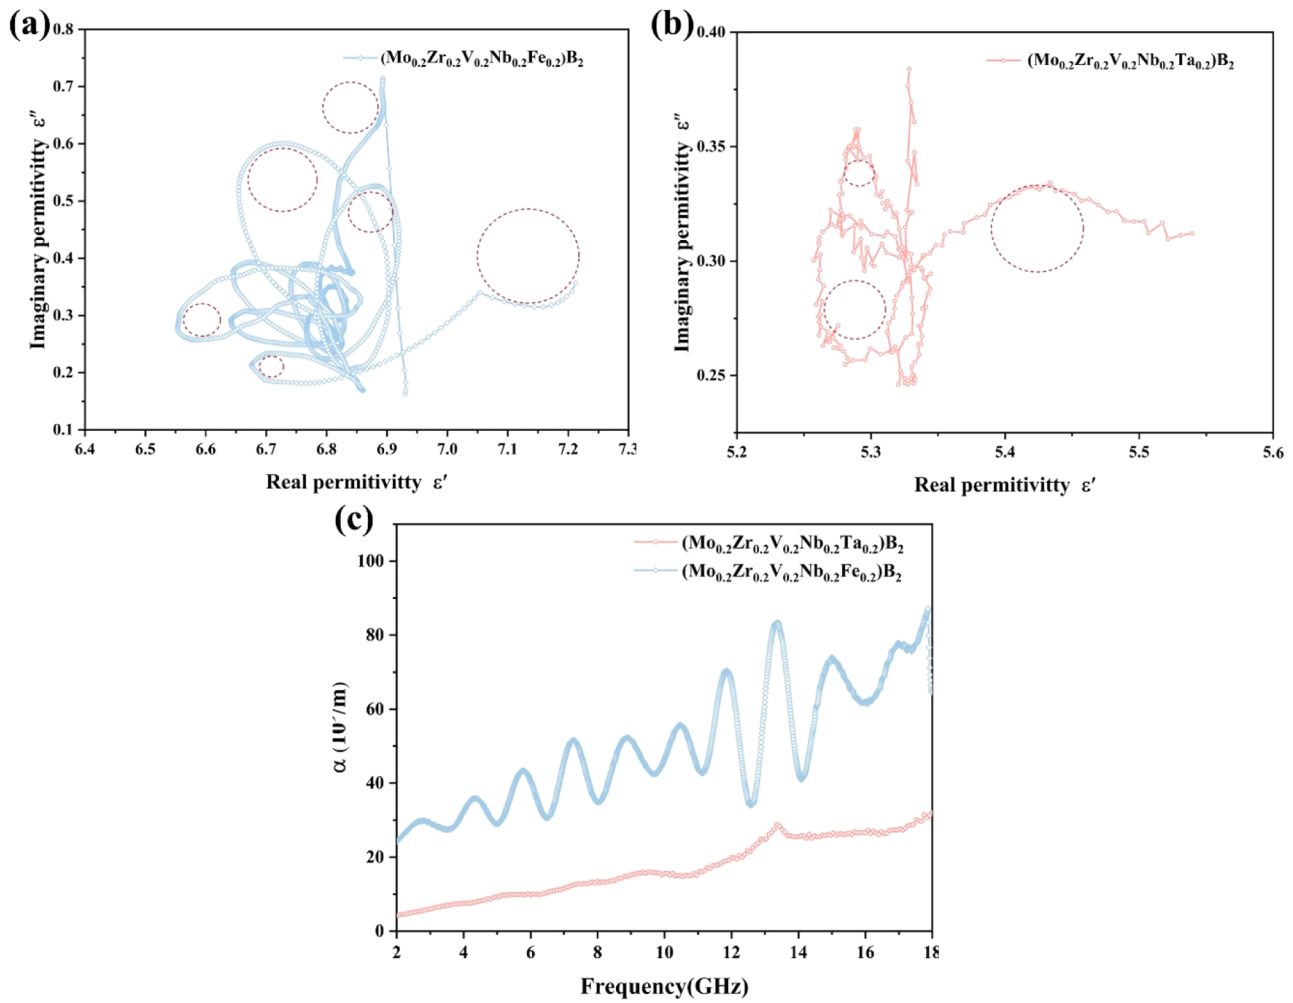 (a)
0.8
0.7
0.6
0.5
0.4
0.3
0.2
0.1
6.4 6.5 6.6 6.7 6.8 6.9 7.0 7.1 7.2 7.3
Imaginary permitivitty ε″
Real permitivitty ε′
(Mo0.2Zr0.2V0.2Nb0.2Fe0.2)B2
(b)
0.40
0.35
0.30
0.25
5.2 5.3 5.4 5.5 5.6
Imaginary permitivitty ε″
Real permitivitty ε′
(Mo0.2Zr0.2V0.2Nb0.2Ta0.2)B2
(c)
100
80
60
40
20
0
2 4 6 8 10 12 14 16 18
α (10´/m)
Frequency(GHz)
(Mo0.2Zr0.2V0.2Nb0.2Ta0.2)B2
(Mo0.2Zr0.2V0.2Nb0.2Fe0.2)B2